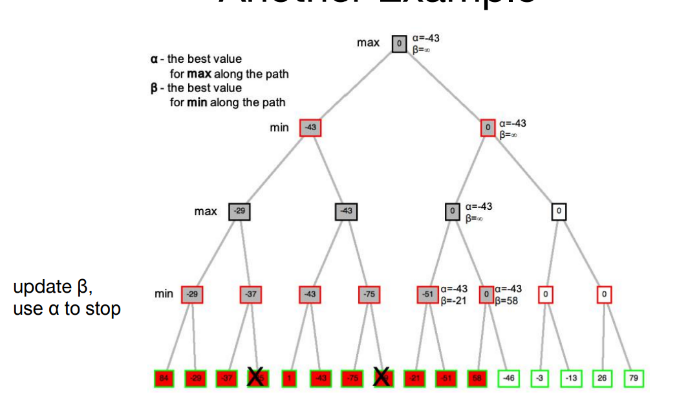 Another Example
max 0 α=-43
β=∞
α - the best value
for max along the path
β - the best value
for min along the path
min -43 0 α=-43
β=∞
max -29 -43 0 α=-43
β=∞ 0
update β,
use α to stop
min -29 -37 -43 -75 -51 α=-43
β=-21 0 α=-43
β=58 0 0
-29 -37 X 1 -43 -75 X -21 -51 58 -46 -3 -13 26 79